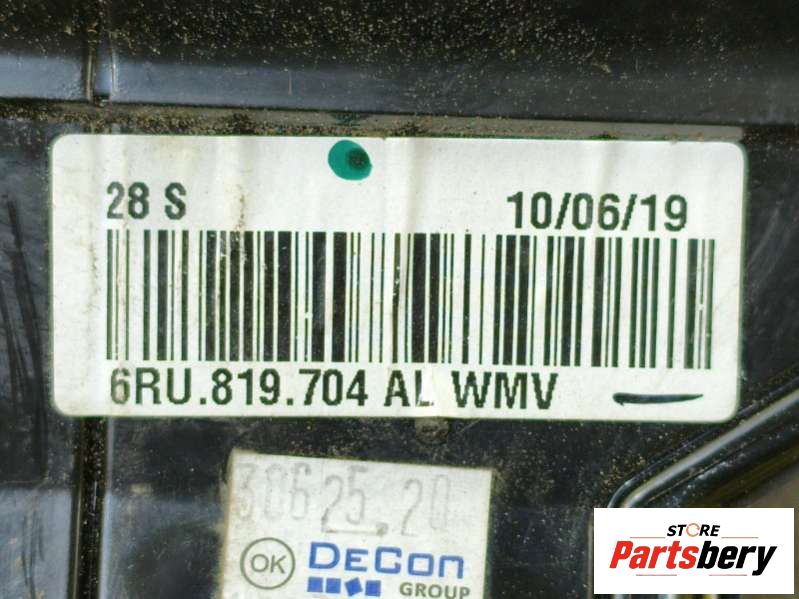 28 S 10/06/19
6RU.819.704 AL WMV
30625.20
OK DeCon
GROUP
STORE
Partsbery